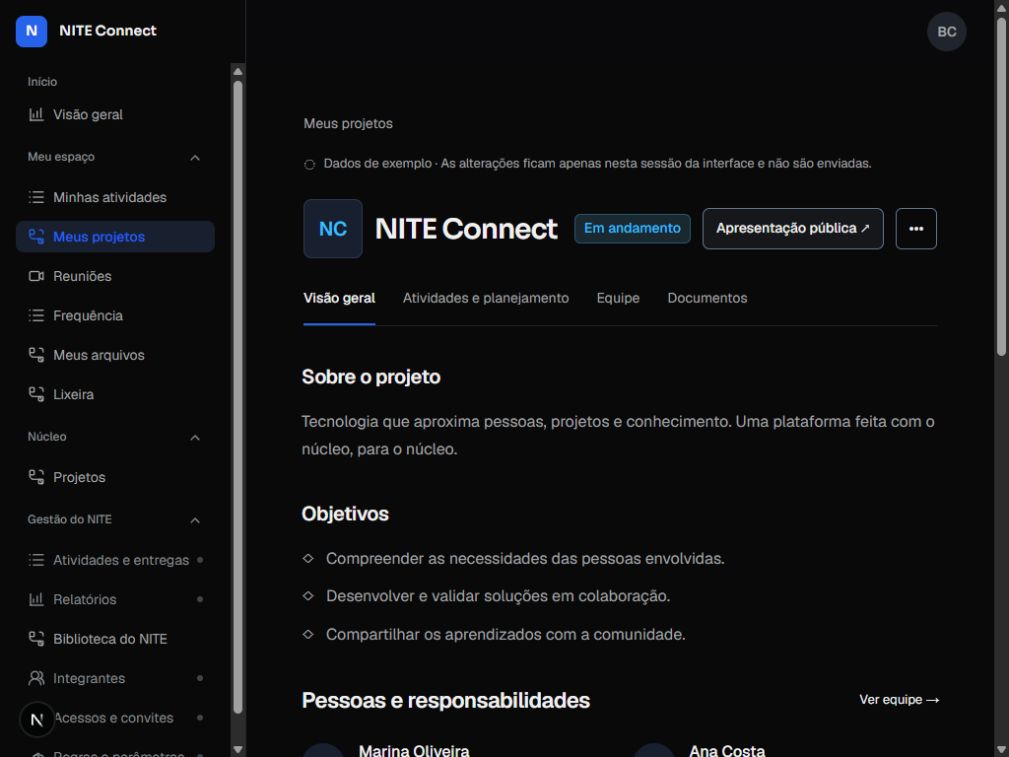 N NITE Connect
BC
Início
Visão geral
Meu espaço
Minhas atividades
Meus projetos
Reuniões
Frequência
Meus arquivos
Lixeira
Núcleo
Projetos
Gestão do NITE
Atividades e entregas
Relatórios
Biblioteca do NITE
Integrantes
N
Acessos e convites
Regras e parâmetros
Meus projetos
Dados de exemplo · As alterações ficam apenas nesta sessão da interface e não são enviadas.
NC NITE Connect Em andamento Apresentação pública ↗ •••
Visão geral Atividades e planejamento Equipe Documentos
Sobre o projeto
Tecnologia que aproxima pessoas, projetos e conhecimento. Uma plataforma feita com o
núcleo, para o núcleo.
Objetivos
Compreender as necessidades das pessoas envolvidas.
Desenvolver e validar soluções em colaboração.
Compartilhar os aprendizados com a comunidade.
Pessoas e responsabilidades Ver equipe →
Marina Oliveira Ana Costa